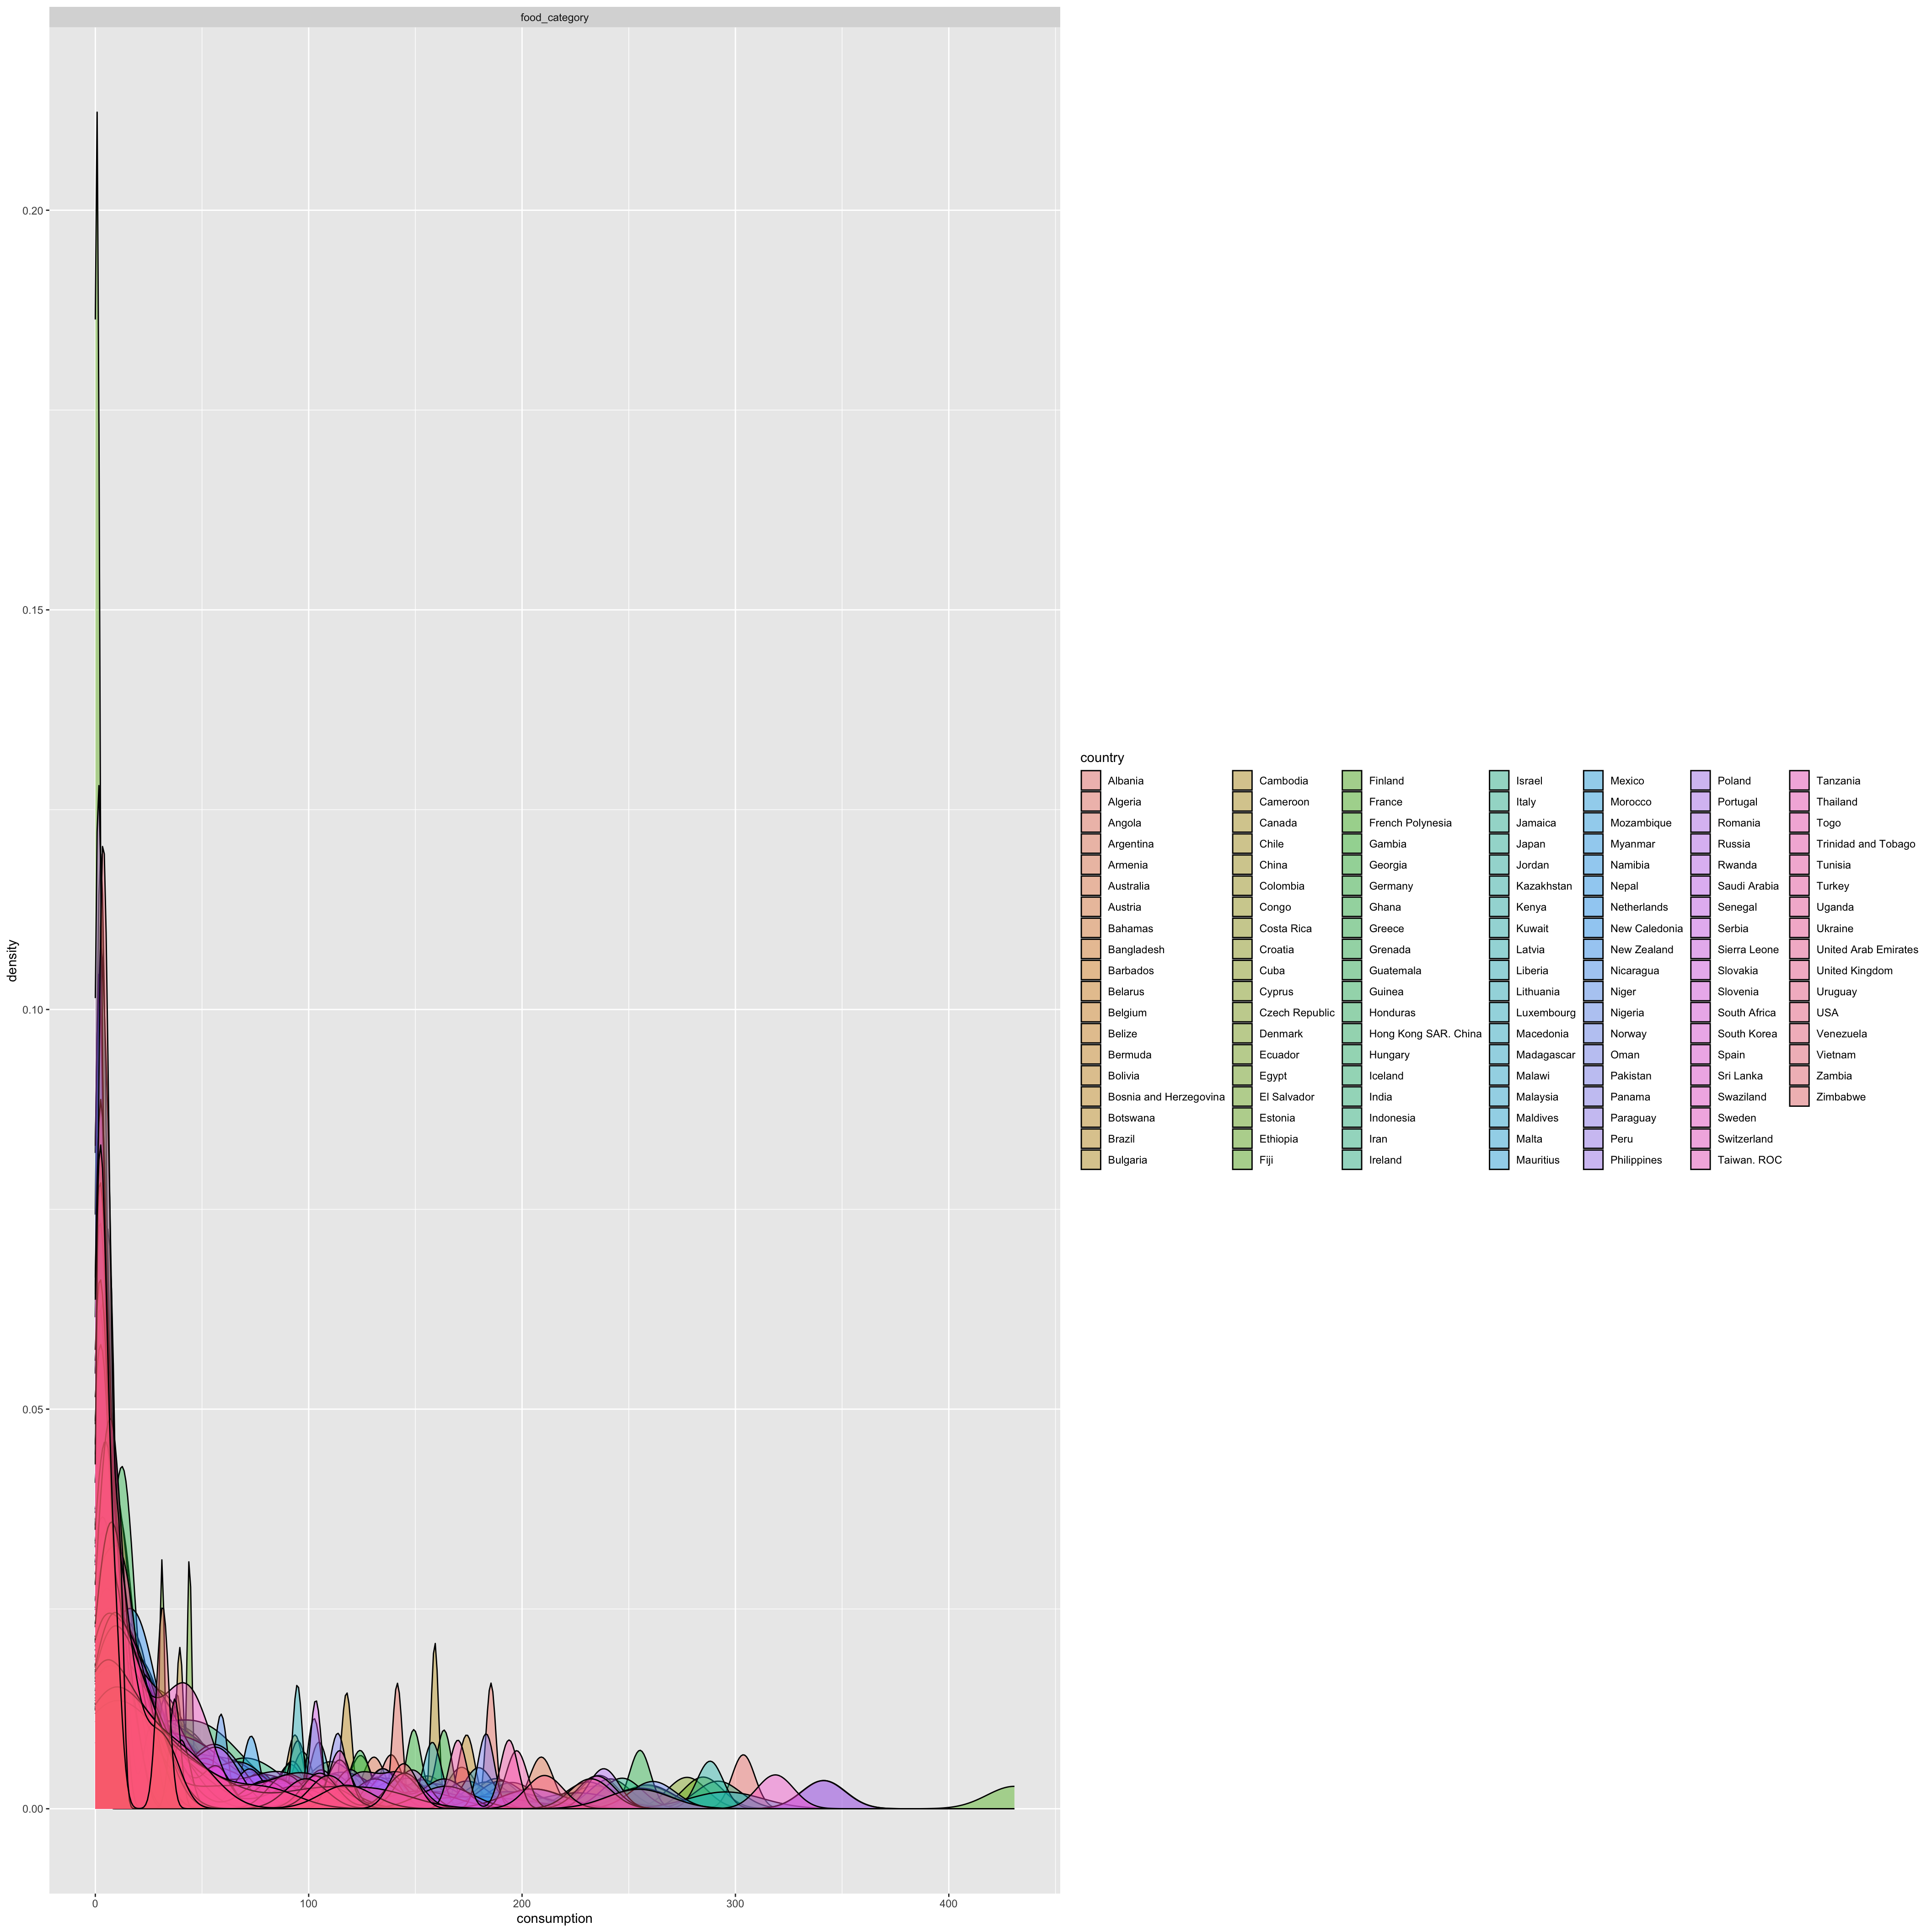 food_category
0.20
0.15
0.10
0.05
0.00
density
0
100
200
300
400
consumption
country
Albania
Algeria
Angola
Argentina
Armenia
Australia
Austria
Bahamas
Bangladesh
Barbados
Belarus
Belgium
Belize
Bermuda
Bolivia
Bosnia and Herzegovina
Botswana
Brazil
Bulgaria
Cambodia
Cameroon
Canada
Chile
China
Colombia
Congo
Costa Rica
Croatia
Cuba
Cyprus
Czech Republic
Denmark
Ecuador
Egypt
El Salvador
Estonia
Ethiopia
Fiji
Finland
France
French Polynesia
Gambia
Georgia
Germany
Ghana
Greece
Grenada
Guatemala
Guinea
Honduras
Hong Kong SAR. China
Hungary
Iceland
India
Indonesia
Iran
Ireland
Israel
Italy
Jamaica
Japan
Jordan
Kazakhstan
Kenya
Kuwait
Latvia
Liberia
Lithuania
Luxembourg
Macedonia
Madagascar
Malawi
Malaysia
Maldives
Malta
Mauritius
Mexico
Morocco
Mozambique
Myanmar
Namibia
Nepal
Netherlands
New Caledonia
New Zealand
Nicaragua
Niger
Nigeria
Norway
Oman
Pakistan
Panama
Paraguay
Peru
Philippines
Poland
Portugal
Romania
Russia
Rwanda
Saudi Arabia
Senegal
Serbia
Sierra Leone
Slovakia
Slovenia
South Africa
South Korea
Spain
Sri Lanka
Swaziland
Sweden
Switzerland
Taiwan. ROC
Tanzania
Thailand
Togo
Trinidad and Tobago
Tunisia
Turkey
Uganda
Ukraine
United Arab Emirates
United Kingdom
Uruguay
USA
Venezuela
Vietnam
Zambia
Zimbabwe